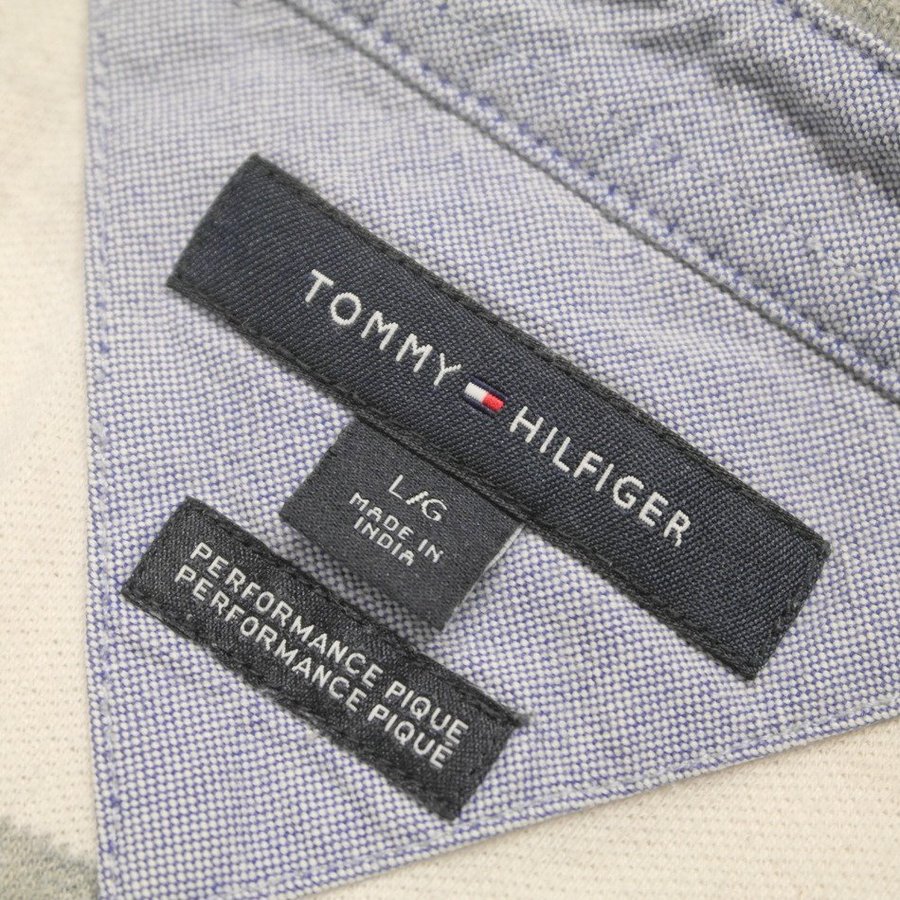 TOMMY HILFIGER
L/G
MADE IN
INDIA
PERFORMANCE PIQUE
PERFORMANCE PIQUE